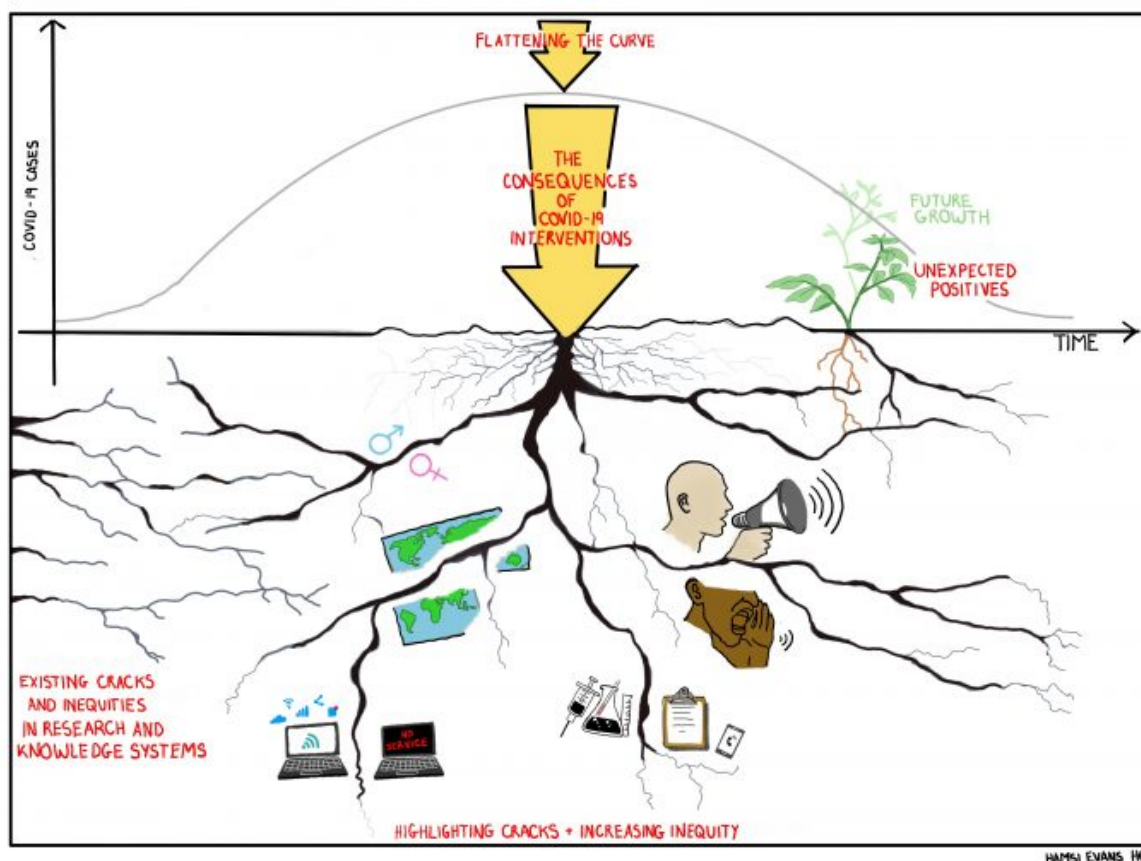 FLATTENING THE CURVE
COVID-19 CASES
THE
CONSEQUENCES
OF
COVID-19
INTERVENTIONS
FUTURE
GROWTH
UNEXPECTED
POSITIVES
TIME
EXISTING CRACKS
AND INEQUITIES
IN RESEARCH AND
KNOWLEDGE SYSTEMS
NO
SERVICE
HIGHLIGHTING CRACKS + INCREASING INEQUITY
HAMSI EVANS